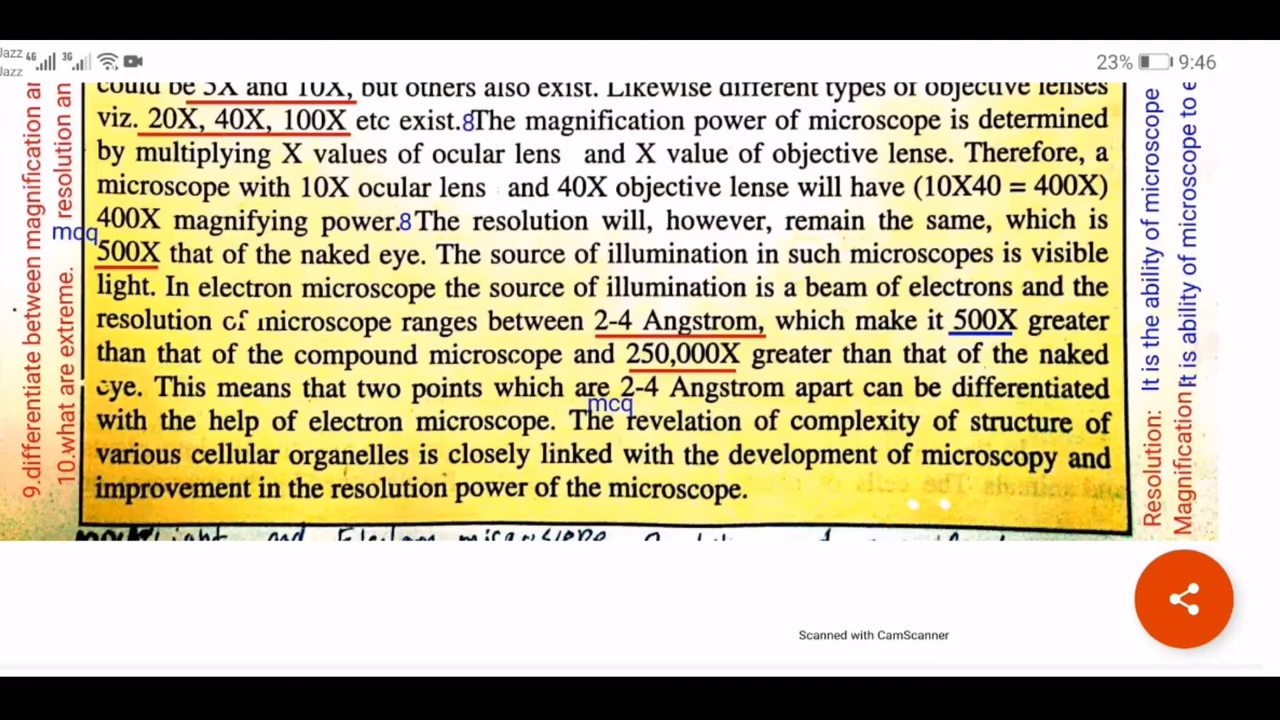 Jazz 4G 3G
Jazz
23% 9:46
could be 5X and 10X, but others also exist. Likewise different types of objective lenses
viz. 20X, 40X, 100X etc exist.8The magnification power of microscope is determined
by multiplying X values of ocular lens and X value of objective lense. Therefore, a
microscope with 10X ocular lens and 40X objective lense will have (10X40 = 400X)
400X magnifying power.8The resolution will, however, remain the same, which is
mcq
500X that of the naked eye. The source of illumination in such microscopes is visible
light. In electron microscope the source of illumination is a beam of electrons and the
resolution of microscope ranges between 2-4 Angstrom, which make it 500X greater
than that of the compound microscope and 250,000X greater than that of the naked
eye. This means that two points which are 2-4 Angstrom apart can be differentiated
mcq
with the help of electron microscope. The revelation of complexity of structure of
various cellular organelles is closely linked with the development of microscopy and
improvement in the resolution power of the microscope.
9.differentiate between magnification
10.what are extreme. resolution
Resolution: It is the ability of microscope
Magnification It is ability of microscope to
and Electron microscope
Scanned with CamScanner